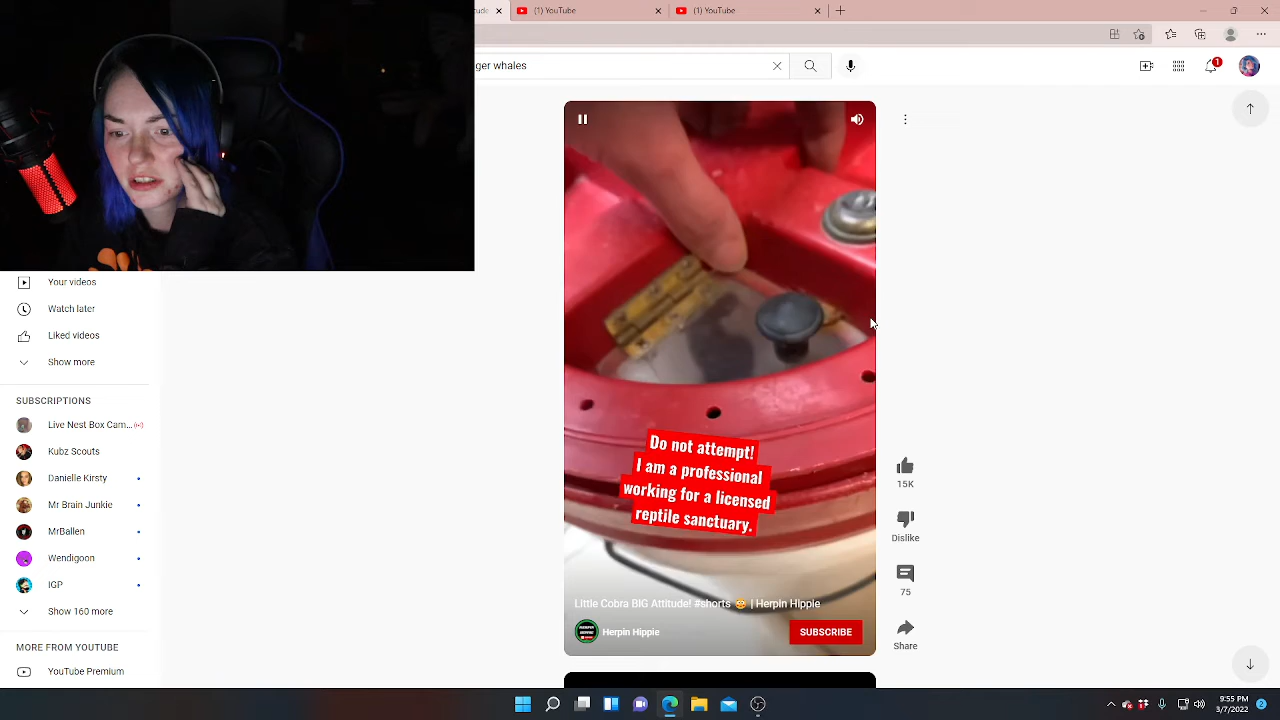 tude
(1) YouTube
(1) YouTube
ger whales
1
Your videos
Watch later
Liked videos
Show more
SUBSCRIPTIONS
Live Nest Box Cam...
Kubz Scouts
Danielle Kirsty
Mr Brain Junkie
MrBallen
Wendigoon
IGP
Show 160 more
MORE FROM YOUTUBE
YouTube Premium
Do not attempt!
I am a professional
working for a licensed
reptile sanctuary.
Little Cobra BIG Attitude! #shorts 🤠 | Herpin Hippie
Herpin Hippie
SUBSCRIBE
15K
Dislike
75
Share
9:55
3/7/2022
2